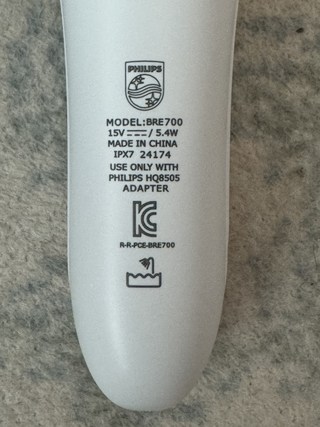 PHILIPS
MODEL:BRE700
15V ⎓ / 5.4W
MADE IN CHINA
IPX7 24174
USE ONLY WITH
PHILIPS HQ8505
ADAPTER
R-R-PCE-BRE700